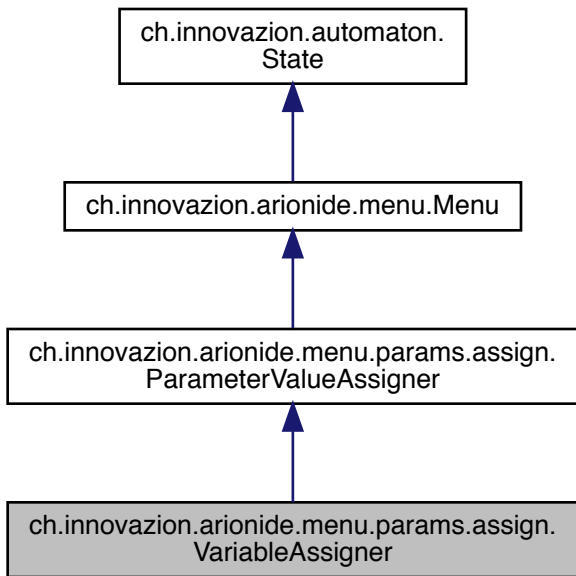 ch.innovazion.automaton.
State
ch.innovazion.arionide.menu.Menu
ch.innovazion.arionide.menu.params.assign.
ParameterValueAssigner
ch.innovazion.arionide.menu.params.assign.
VariableAssigner